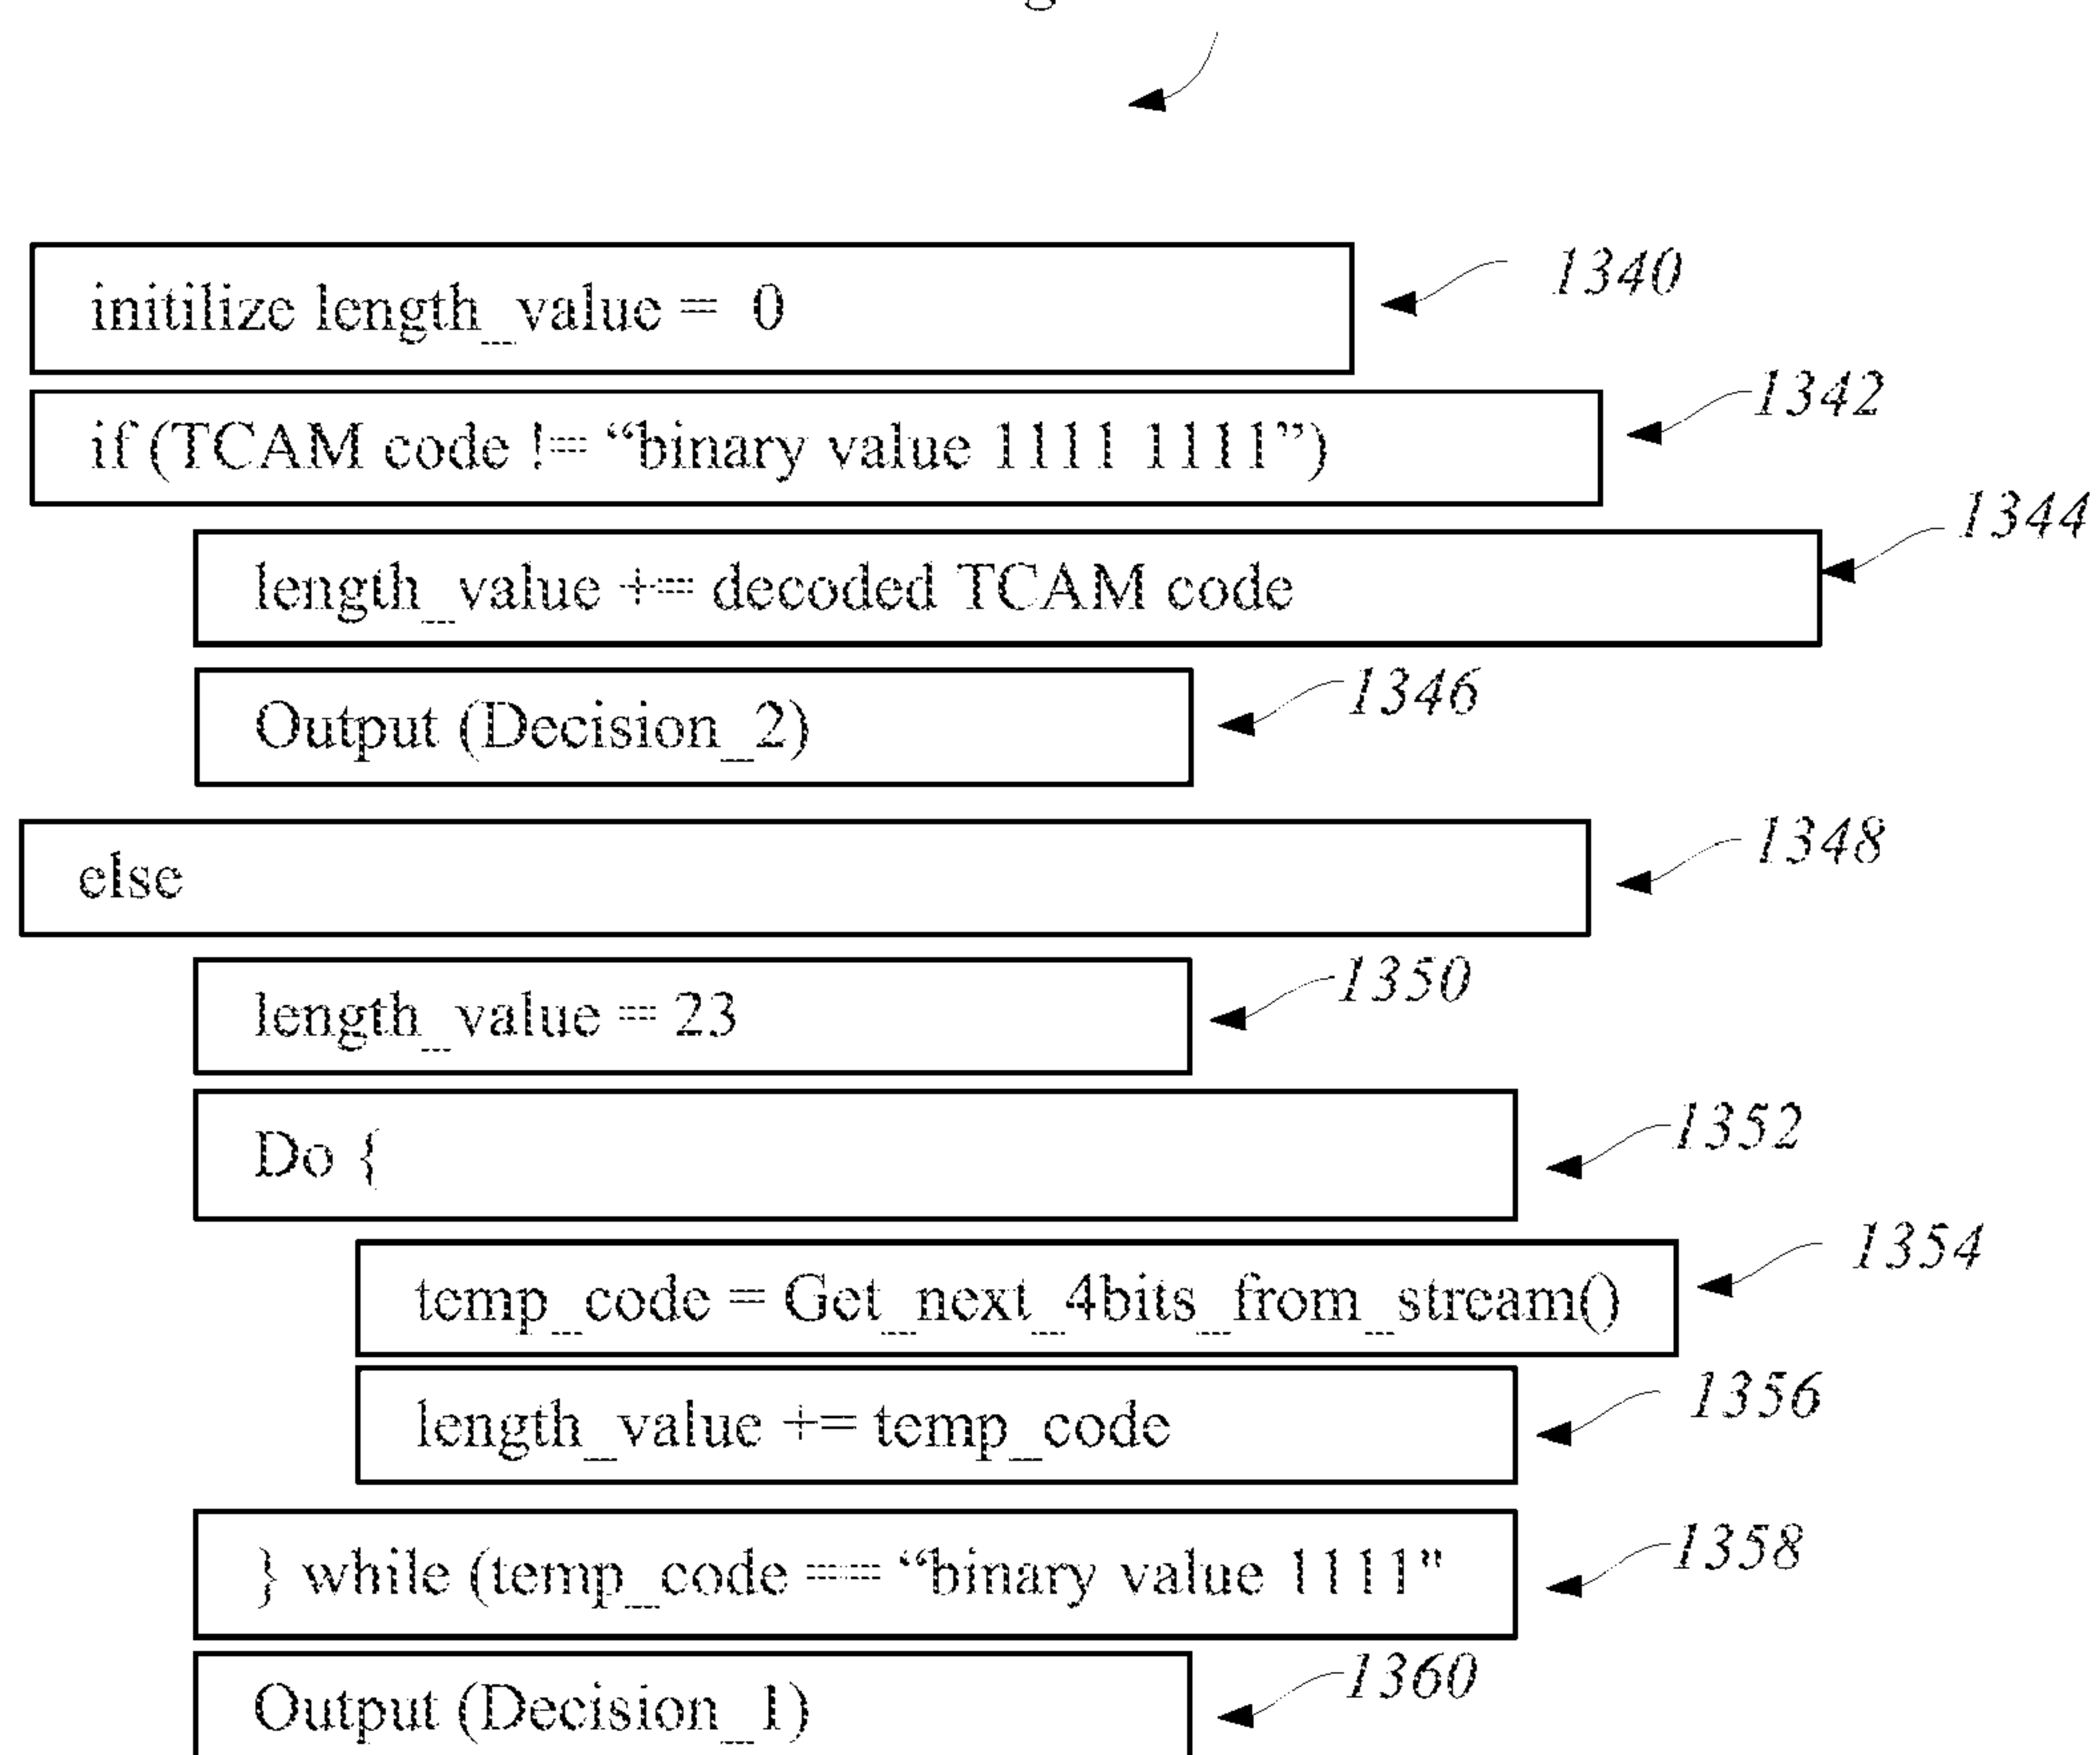 initilize length_value = 0 1340
if (TCAM code != “binary value 1111 1111”) 1342
length_value += decoded TCAM code 1344
Output (Decision_2) 1346
else 1348
length_value = 23 1350
Do { 1352
temp_code = Get_next_4bits_from_stream() 1354
length_value += temp_code 1356
} while (temp_code === “binary value 1111" 1358
Output (Decision_1) 1360